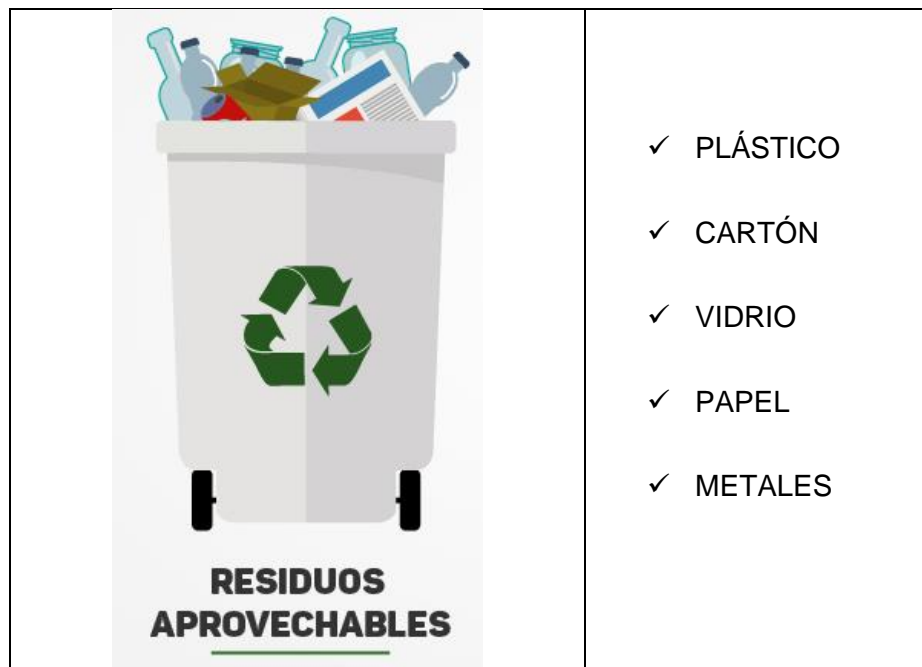 RESIDUOS
APROVECHABLES
✓ PLÁSTICO
✓ CARTÓN
✓ VIDRIO
✓ PAPEL
✓ METALES